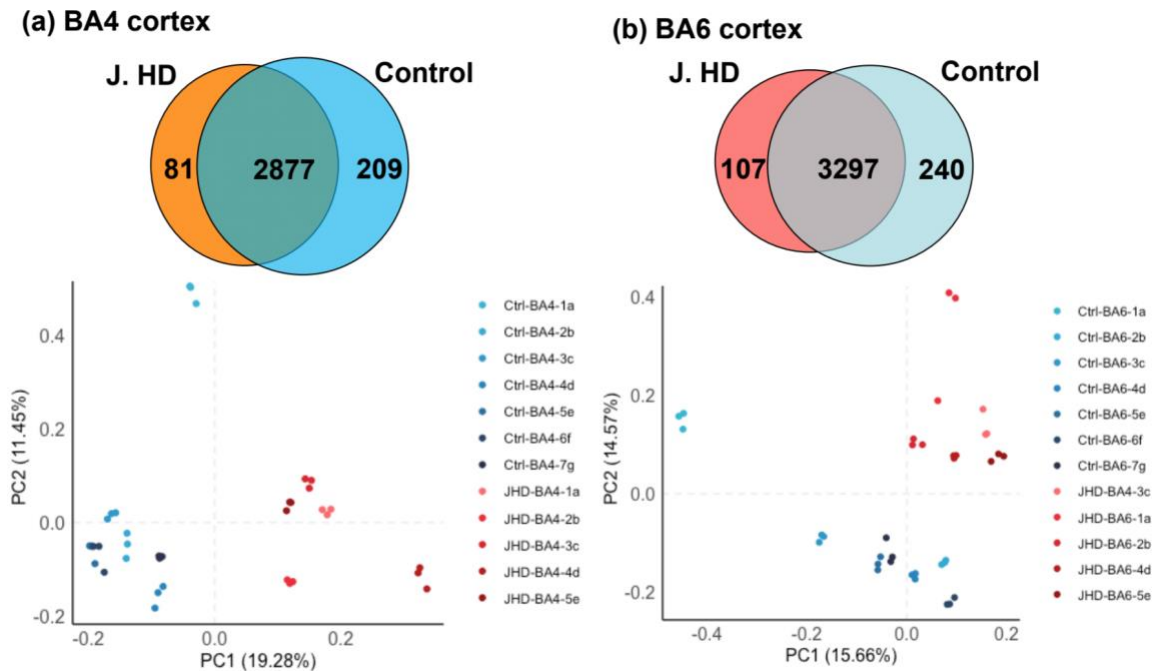 (a) BA4 cortex
J. HD
Control
81
2877
209
0.4
0.2
0.0
-0.2
-0.2
0.0
0.2
PC2 (11.45%)
PC1 (19.28%)
Ctrl-BA4-1a
Ctrl-BA4-2b
Ctrl-BA4-3c
Ctrl-BA4-4d
Ctrl-BA4-5e
Ctrl-BA4-6f
Ctrl-BA4-7g
JHD-BA4-1a
JHD-BA4-2b
JHD-BA4-3c
JHD-BA4-4d
JHD-BA4-5e
(b) BA6 cortex
J. HD
Control
107
3297
240
0.4
0.2
0.0
-0.2
-0.4
-0.2
0.0
0.2
PC2 (14.57%)
PC1 (15.66%)
Ctrl-BA6-1a
Ctrl-BA6-2b
Ctrl-BA6-3c
Ctrl-BA6-4d
Ctrl-BA6-5e
Ctrl-BA6-6f
Ctrl-BA6-7g
JHD-BA4-3c
JHD-BA6-1a
JHD-BA6-2b
JHD-BA6-4d
JHD-BA6-5e